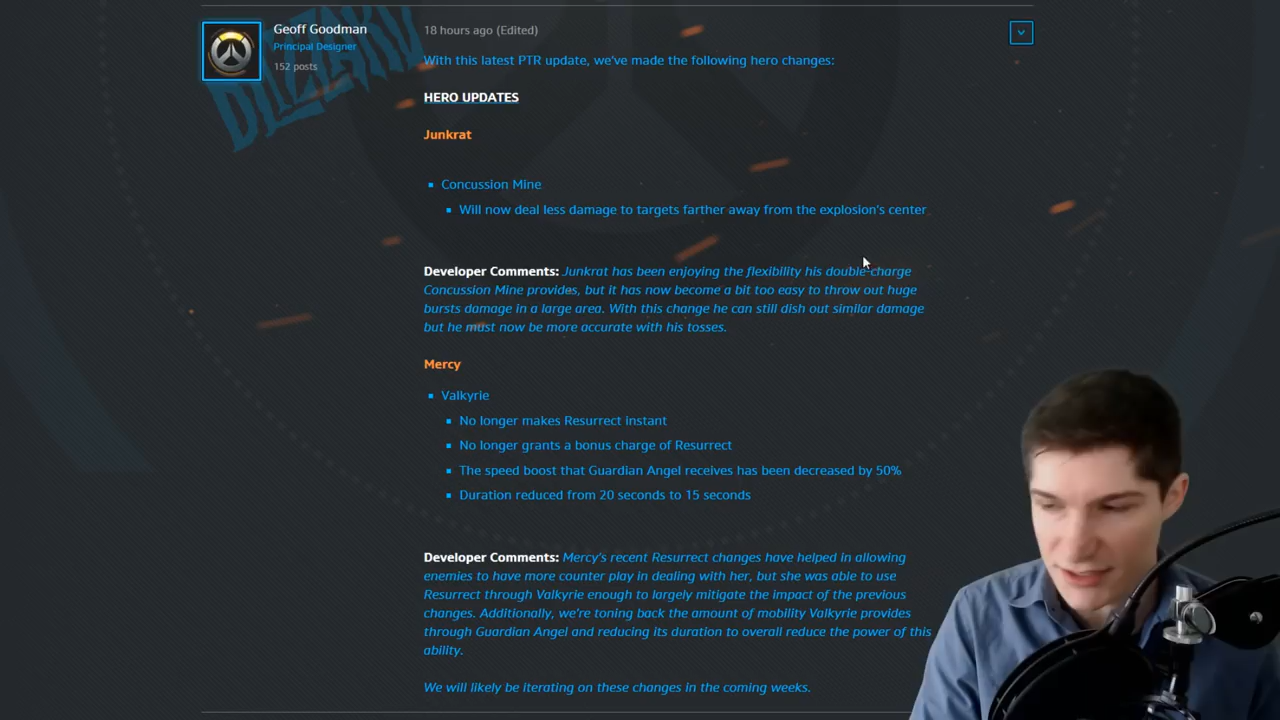 Geoff Goodman
Principal Designer
152 posts
BLIZZARD
18 hours ago (Edited)
With this latest PTR update, we've made the following hero changes:
HERO UPDATES
Junkrat
Concussion Mine
Will now deal less damage to targets farther away from the explosion's center
Developer Comments: Junkrat has been enjoying the flexibility his double-charge
Concussion Mine provides, but it has now become a bit too easy to throw out huge
bursts damage in a large area. With this change he can still dish out similar damage
but he must now be more accurate with his tosses.
Mercy
Valkyrie
No longer makes Resurrect instant
No longer grants a bonus charge of Resurrect
The speed boost that Guardian Angel receives has been decreased by 50%
Duration reduced from 20 seconds to 15 seconds
Developer Comments: Mercy's recent Resurrect changes have helped in allowing
enemies to have more counter play in dealing with her, but she was able to use
Resurrect through Valkyrie enough to largely mitigate the impact of the previous
changes. Additionally, we're toning back the amount of mobility Valkyrie provides
through Guardian Angel and reducing its duration to overall reduce the power of this
ability.
We will likely be iterating on these changes in the coming weeks.